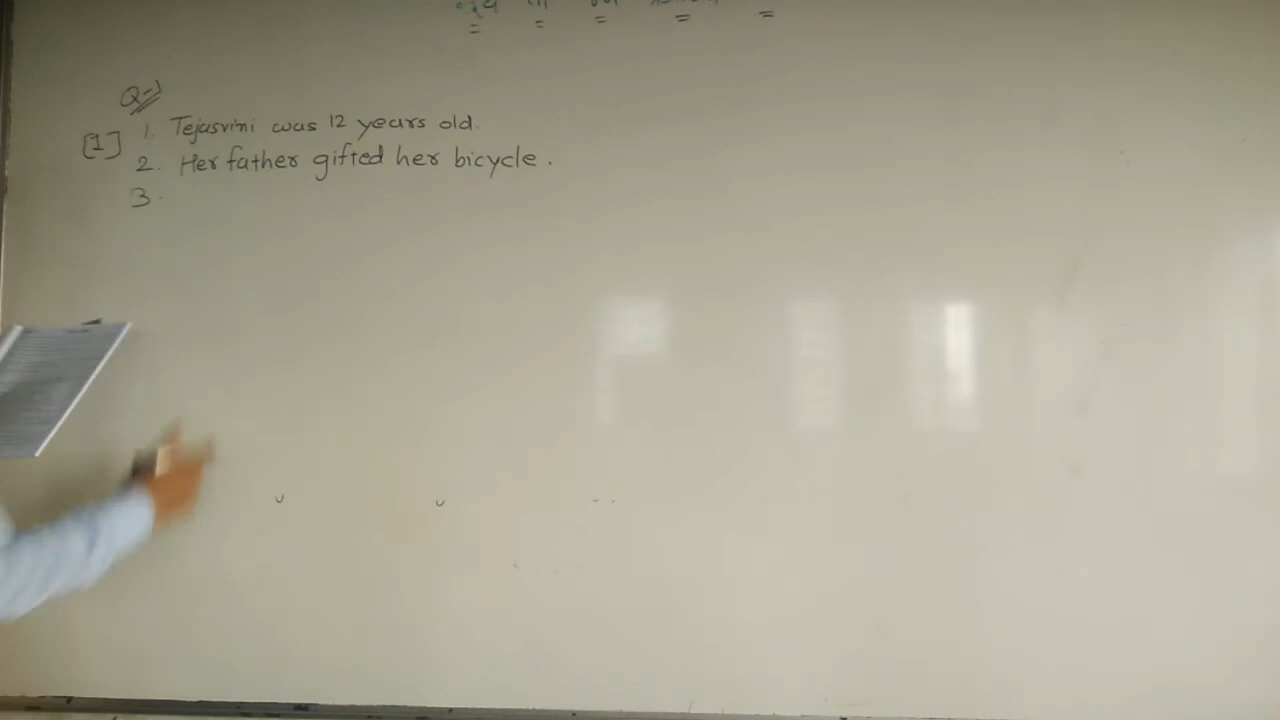 Q-1
[1] 1. Tejasvini was 12 years old.
2. Her father gifted her bicycle.
3.